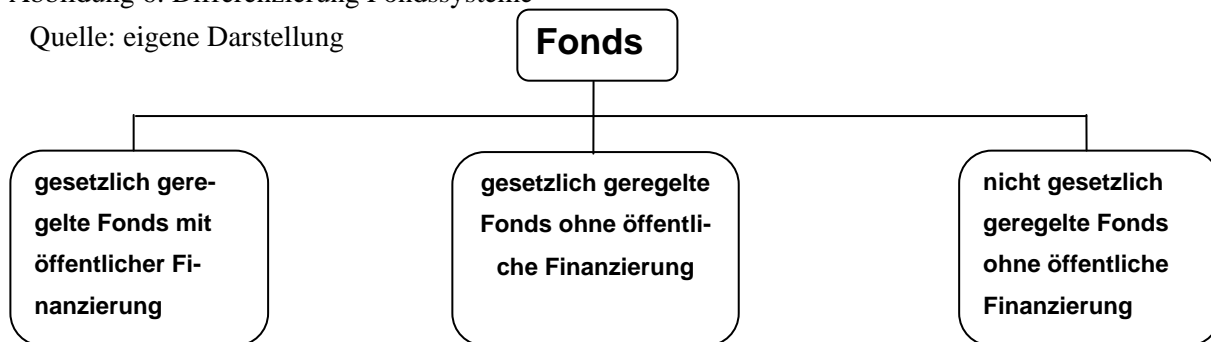 Abbildung 6: Differenzierung Fondssysteme
Quelle: eigene Darstellung
Fonds
gesetzlich gere-
gelte Fonds mit
öffentlicher Fi-
nanzierung
gesetzlich geregelte
Fonds ohne öffentli-
che Finanzierung
nicht gesetzlich
geregelte Fonds
ohne öffentliche
Finanzierung